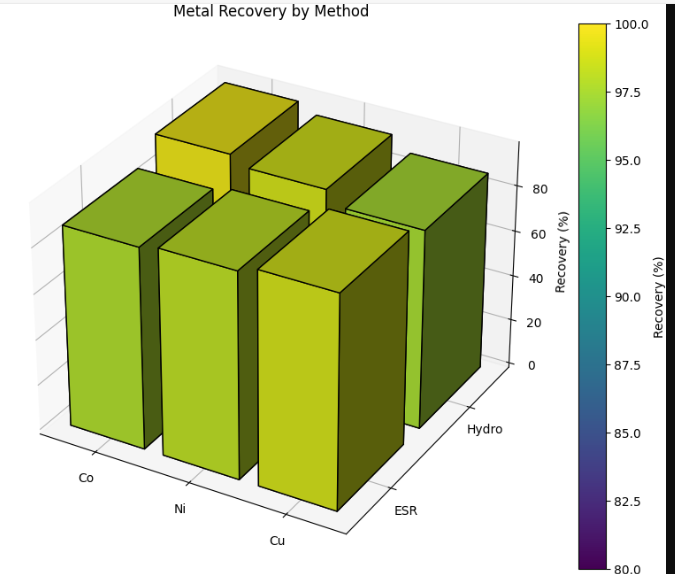 Metal Recovery by Method
100.0
97.5
95.0
92.5
90.0
87.5
85.0
82.5
80.0
Recovery (%)
80
60
40
20
0
Recovery (%)
Hydro
ESR
Co
Ni
Cu